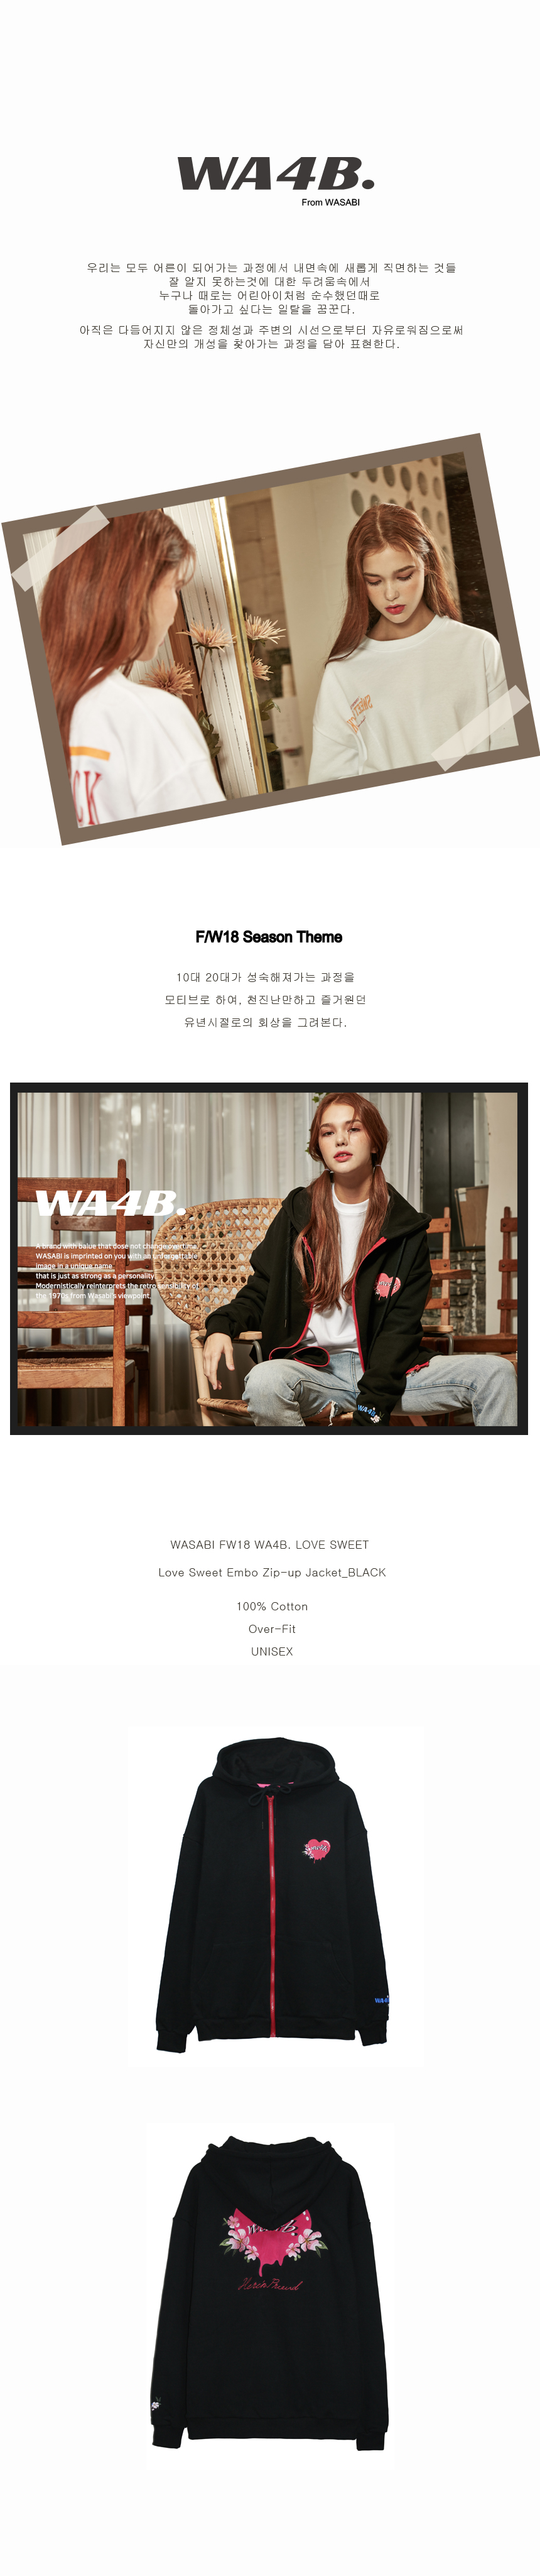 WA4B.
From WASABI
우리는 모두 어른이 되어가는 과정에서 내면속에 새롭게 직면하는 것들
잘 알지 못하는것에 대한 두려움속에서
누구나 때로는 어린아이처럼 순수했던때로
돌아가고 싶다는 일탈을 꿈꾼다.
아직은 다듬어지지 않은 정체성과 주변의 시선으로부터 자유로워짐으로써
자신만의 개성을 찾아가는 과정을 담아 표현한다.
F/W18 Season Theme
10대 20대가 성숙해져가는 과정을
모티브로 하여, 천진난만하고 즐거웠던
유년시절로의 회상을 그려본다.
WA4B.
A brand with balue that dose not change overtime,
WASABI is imprinted on you with an unforgettable
image in a unique name
that is just as strong as a personality.
Modernistically reinterprets the retro sensibility of
the 1970s from Wasabi's viewpoint.
WA4B.
WASABI FW18 WA4B. LOVE SWEET
Love Sweet Embo Zip-up Jacket_BLACK
100% Cotton
Over-Fit
UNISEX
WA4
wa4b